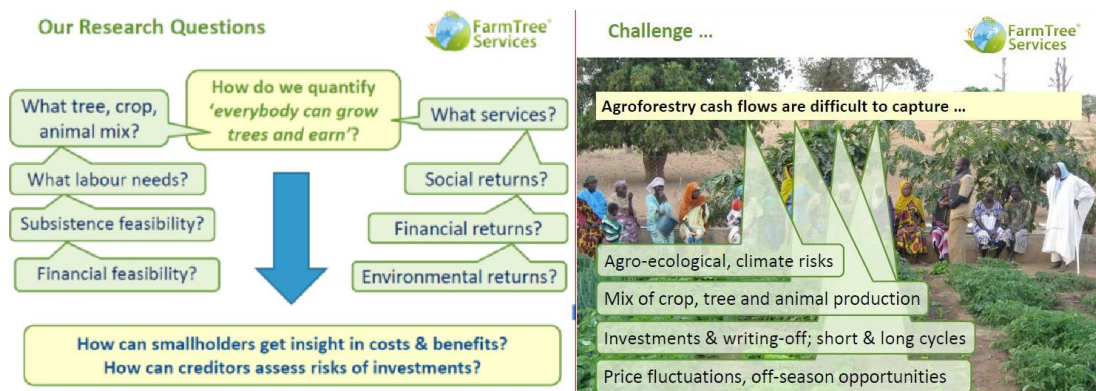 Our Research Questions
FarmTree®
Services
How do we quantify
‘everybody can grow
trees and earn’?
What tree, crop,
animal mix?
What labour needs?
Subsistence feasibility?
Financial feasibility?
What services?
Social returns?
Financial returns?
Environmental returns?
How can smallholders get insight in costs & benefits?
How can creditors assess risks of investments?
Challenge ...
FarmTree®
Services
Agroforestry cash flows are difficult to capture ...
Agro-ecological, climate risks
Mix of crop, tree and animal production
Investments & writing-off; short & long cycles
Price fluctuations, off-season opportunities